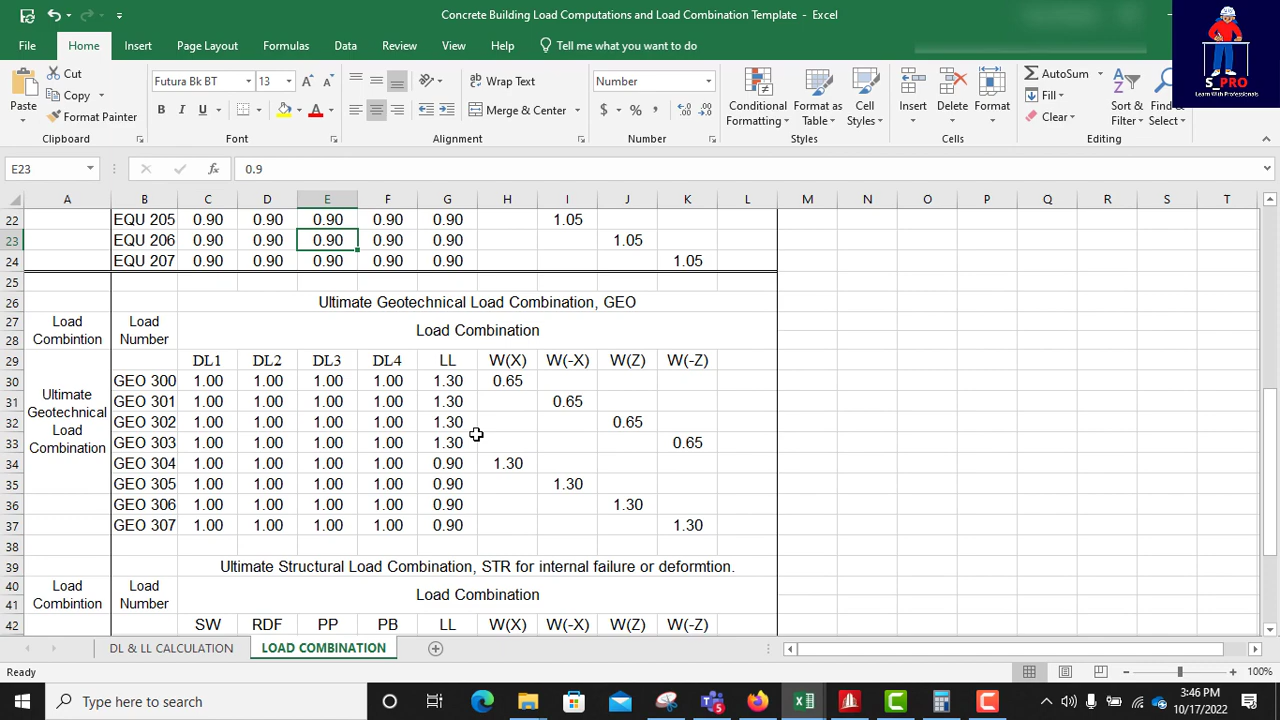 Concrete Building Load Computations and Load Combination Template - Excel
S_PRO
Learn With Professionals
File Home Insert Page Layout Formulas Data Review View Help Tell me what you want to do
Paste
Cut
Copy
Format Painter
Clipboard
Futura Bk BT 13
A A
B I U
A
Font
Wrap Text
Merge & Center
Alignment
Number
$ % ,
Number
Conditional Formatting
Format as Table
Cell Styles
Styles
Insert Delete Format
Cells
AutoSum
Fill
Clear
Sort & Filter
Find & Select
Editing
E23 fx 0.9
A B C D E F G H I J K L M N O P Q R S T
22 EQU 205 0.90 0.90 0.90 0.90 0.90 1.05
23 EQU 206 0.90 0.90 0.90 0.90 0.90 1.05
24 EQU 207 0.90 0.90 0.90 0.90 0.90 1.05
25
26 Ultimate Geotechnical Load Combination, GEO
27 Load Combintion Load Number Load Combination
28
29 DL1 DL2 DL3 DL4 LL W(X) W(-X) W(Z) W(-Z)
Ultimate Geotechnical Load Combination
30 GEO 300 1.00 1.00 1.00 1.00 1.30 0.65
31 GEO 301 1.00 1.00 1.00 1.00 1.30 0.65
32 GEO 302 1.00 1.00 1.00 1.00 1.30 0.65
33 GEO 303 1.00 1.00 1.00 1.00 1.30 0.65
34 GEO 304 1.00 1.00 1.00 1.00 0.90 1.30
35 GEO 305 1.00 1.00 1.00 1.00 0.90 1.30
36 GEO 306 1.00 1.00 1.00 1.00 0.90 1.30
37 GEO 307 1.00 1.00 1.00 1.00 0.90 1.30
38
39 Ultimate Structural Load Combination, STR for internal failure or deformtion.
40 Load Combintion Load Number Load Combination
41
42 SW RDF PP PB LL W(X) W(-X) W(Z) W(-Z)
DL & LL CALCULATION LOAD COMBINATION
Ready 100%
Type here to search
3:46 PM
10/17/2022